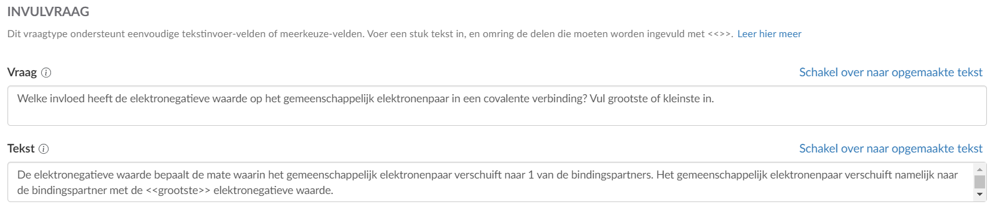 INVULVRAAG
Dit vraagtype ondersteunt eenvoudige tekstinvoer-velden of meerkeuze-velden. Voer een stuk tekst in, en omring de delen die moeten worden ingevuld met <<>>. Leer hier meer
Vraag Schakel over naar opgemaakte tekst
Welke invloed heeft de elektronegatieve waarde op het gemeenschappelijk elektronenpaar in een covalente verbinding? Vul grootste of kleinste in.
Tekst Schakel over naar opgemaakte tekst
De elektronegatieve waarde bepaalt de mate waarin het gemeenschappelijk elektronenpaar verschuift naar 1 van de bindingspartners. Het gemeenschappelijk elektronenpaar verschuift namelijk naar
de bindingspartner met de <<grootste>> elektronegatieve waarde.